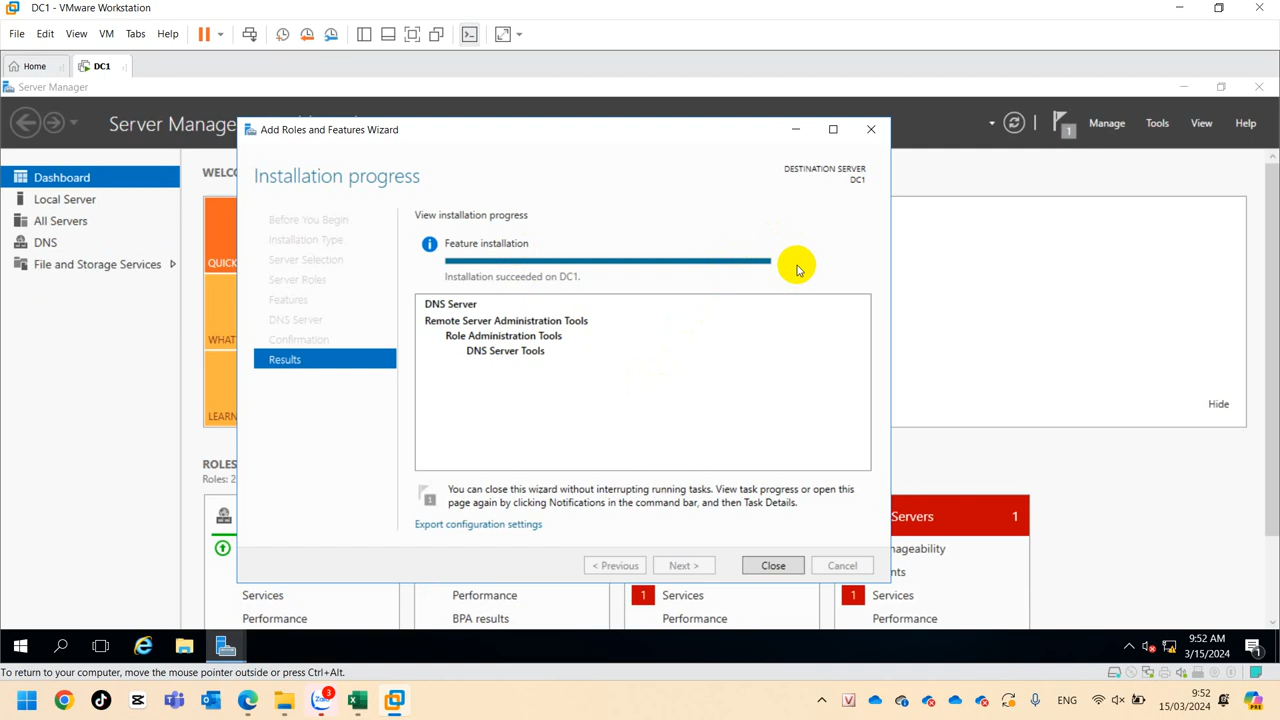 DC1 - VMware Workstation
File Edit View VM Tabs Help
Home DC1
Server Manager
Server Manage
1 Manage Tools View Help
Dashboard
Local Server
All Servers
DNS
File and Storage Services
WELC
QUICK
WHAT
LEARN
Hide
ROLES
Roles: 2
Add Roles and Features Wizard
Installation progress
DESTINATION SERVER
DC1
Before You Begin
Installation Type
Server Selection
Server Roles
Features
DNS Server
Confirmation
Results
View installation progress
Feature installation
Installation succeeded on DC1.
DNS Server
Remote Server Administration Tools
Role Administration Tools
DNS Server Tools
1
You can close this wizard without interrupting running tasks. View task progress or open this
page again by clicking Notifications in the command bar, and then Task Details.
Export configuration settings
< Previous Next > Close Cancel
Servers 1
ageability
nts
Services Performance 1 Services 1 Services
Performance BPA results Performance Performance
9:52 AM
3/15/2024
1
To return to your computer, move the mouse pointer outside or press Ctrl+Alt.
3
ENG
9:52
15/03/2024
PRE